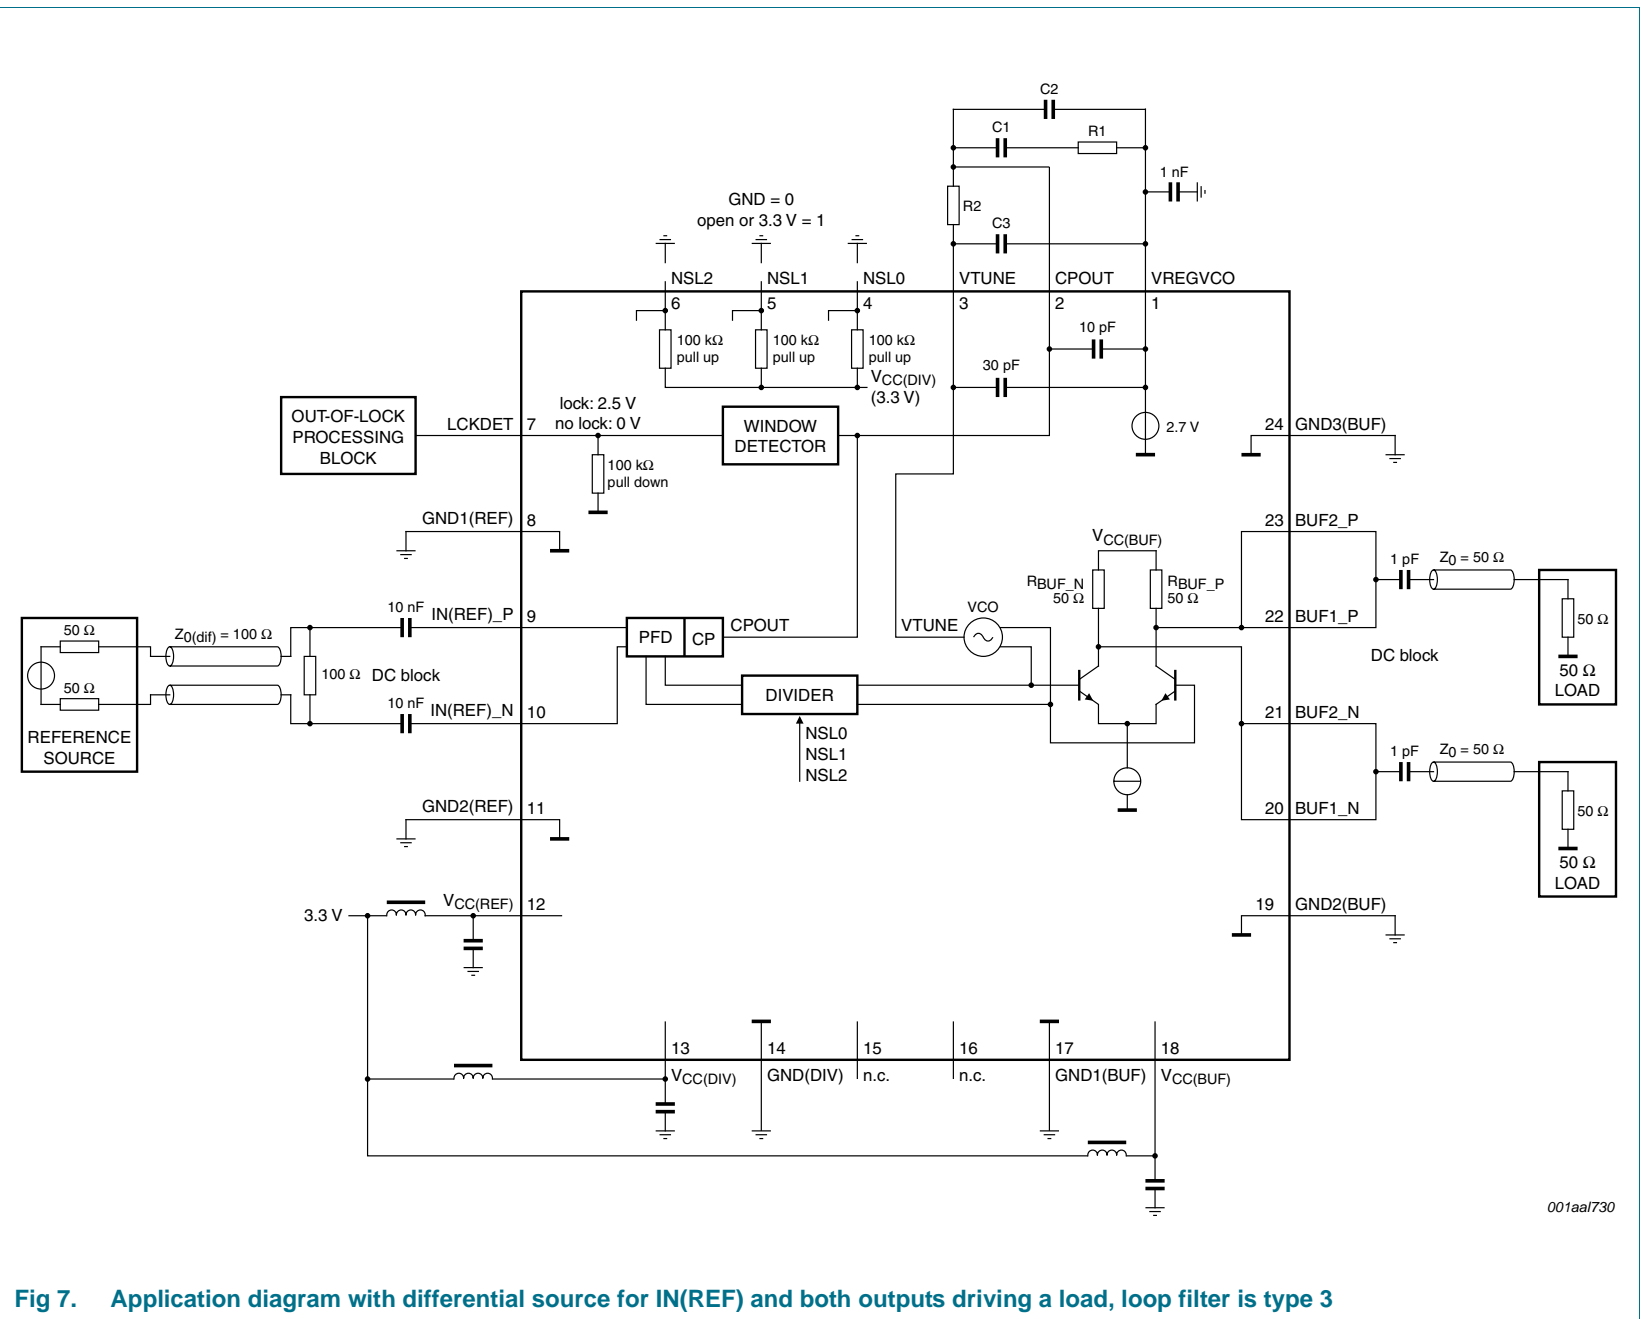 C2
C1
R1
1 nF
R2
C3
GND = 0
open or 3.3 V = 1
NSL2
NSL1
NSL0
VTUNE
CPOUT
VREGVCO
6
5
4
3
2
1
100 kΩ
pull up
100 kΩ
pull up
100 kΩ
pull up
VCC(DIV)
(3.3 V)
10 pF
30 pF
2.7 V
OUT-OF-LOCK
PROCESSING
BLOCK
LCKDET
7
lock: 2.5 V
no lock: 0 V
WINDOW
DETECTOR
100 kΩ
pull down
24
GND3(BUF)
GND1(REF)
8
23
BUF2_P
VCC(BUF)
RBUF_N
50 Ω
RBUF_P
50 Ω
1 pF
Z0 = 50 Ω
50 Ω
50 Ω
LOAD
10 nF
IN(REF)_P
9
PFD
CP
CPOUT
VTUNE
VCO
22
BUF1_P
DC block
50 Ω
50 Ω
Z0(dif) = 100 Ω
100 Ω
DC block
REFERENCE
SOURCE
10 nF
IN(REF)_N
10
DIVIDER
NSL0
NSL1
NSL2
21
BUF2_N
1 pF
Z0 = 50 Ω
50 Ω
50 Ω
LOAD
GND2(REF)
11
20
BUF1_N
3.3 V
VCC(REF)
12
19
GND2(BUF)
13
14
15
16
17
18
VCC(DIV)
GND(DIV)
n.c.
n.c.
GND1(BUF)
VCC(BUF)
001aal730
Fig 7. Application diagram with differential source for IN(REF) and both outputs driving a load, loop filter is type 3